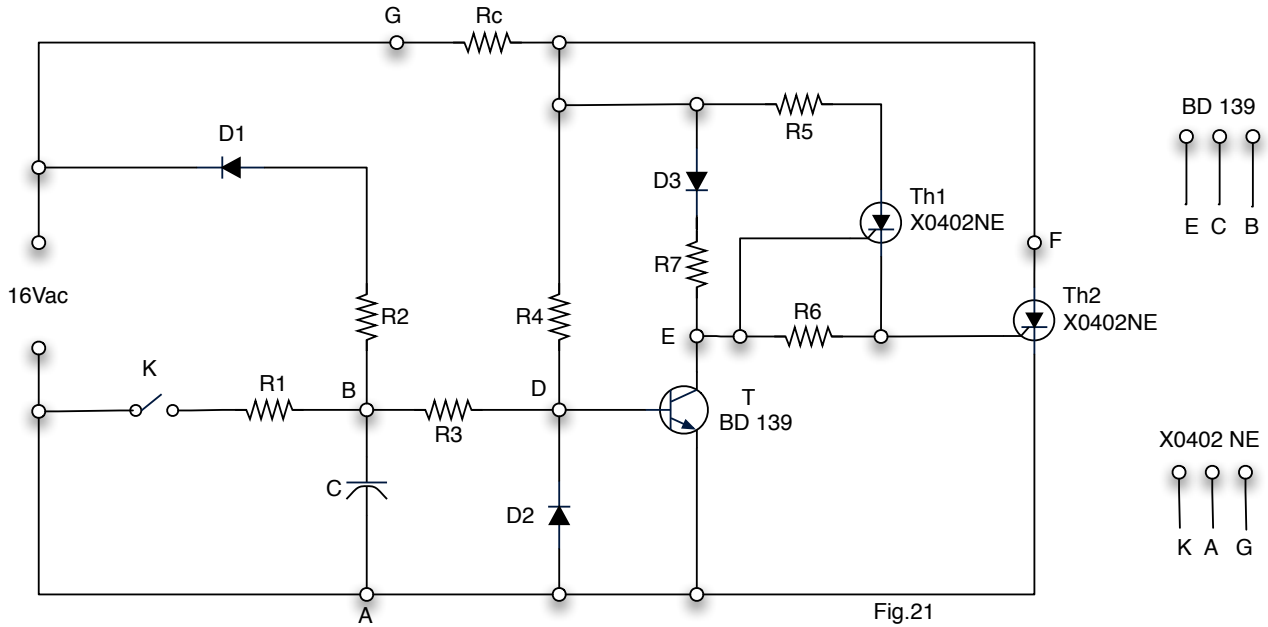 G
Rc
D1
BD 139
R5
D3
Th1
X0402NE
E C B
R7
F
16Vac
R2
R4
R6
Th2
X0402NE
E
K
R1
B
D
T
BD 139
R3
X0402 NE
C
D2
K A G
A
Fig.21